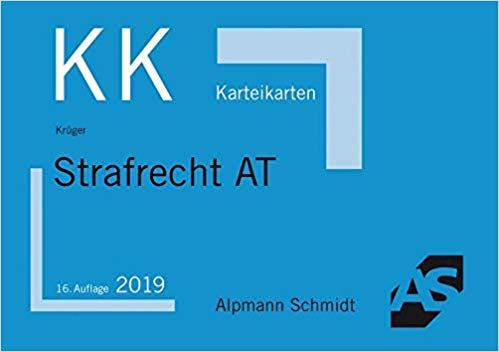 KK
Karteikarten
Krüger
Strafrecht AT
16. Auflage 2019
Alpmann Schmidt
AS